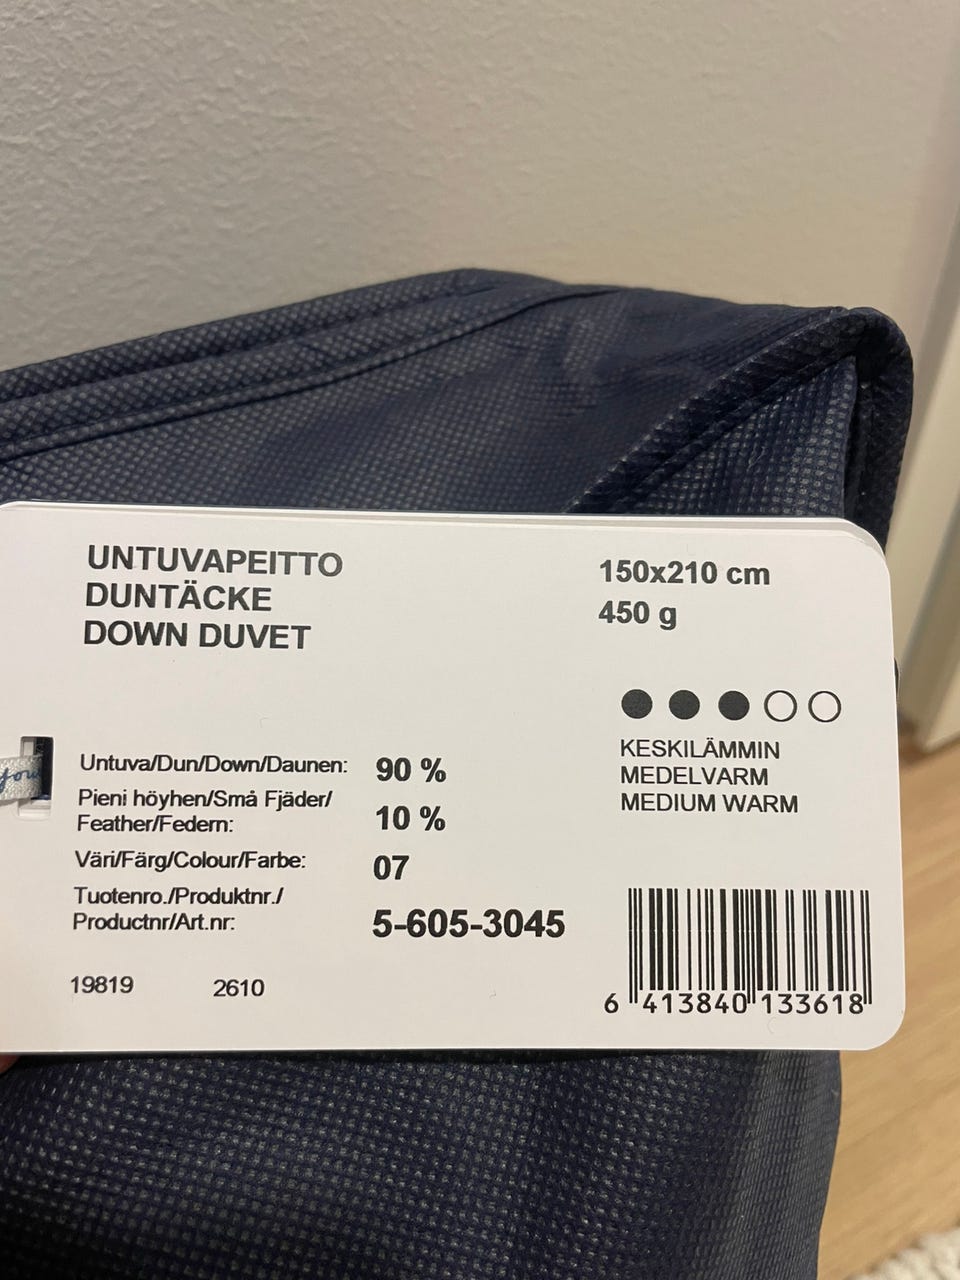 UNTUVAPEITTO
DUNTÄCKE
DOWN DUVET
150x210 cm
450 g
KESKILÄMMIN
MEDELVARM
MEDIUM WARM
you
Untuva/Dun/Down/Daunen: 90 %
Pieni höyhen/Små Fjäder/
Feather/Federn: 10 %
Väri/Färg/Colour/Farbe: 07
Tuotenro./Produktnr./
Productnr/Art.nr: 5-605-3045
19819 2610
6 413840 133618